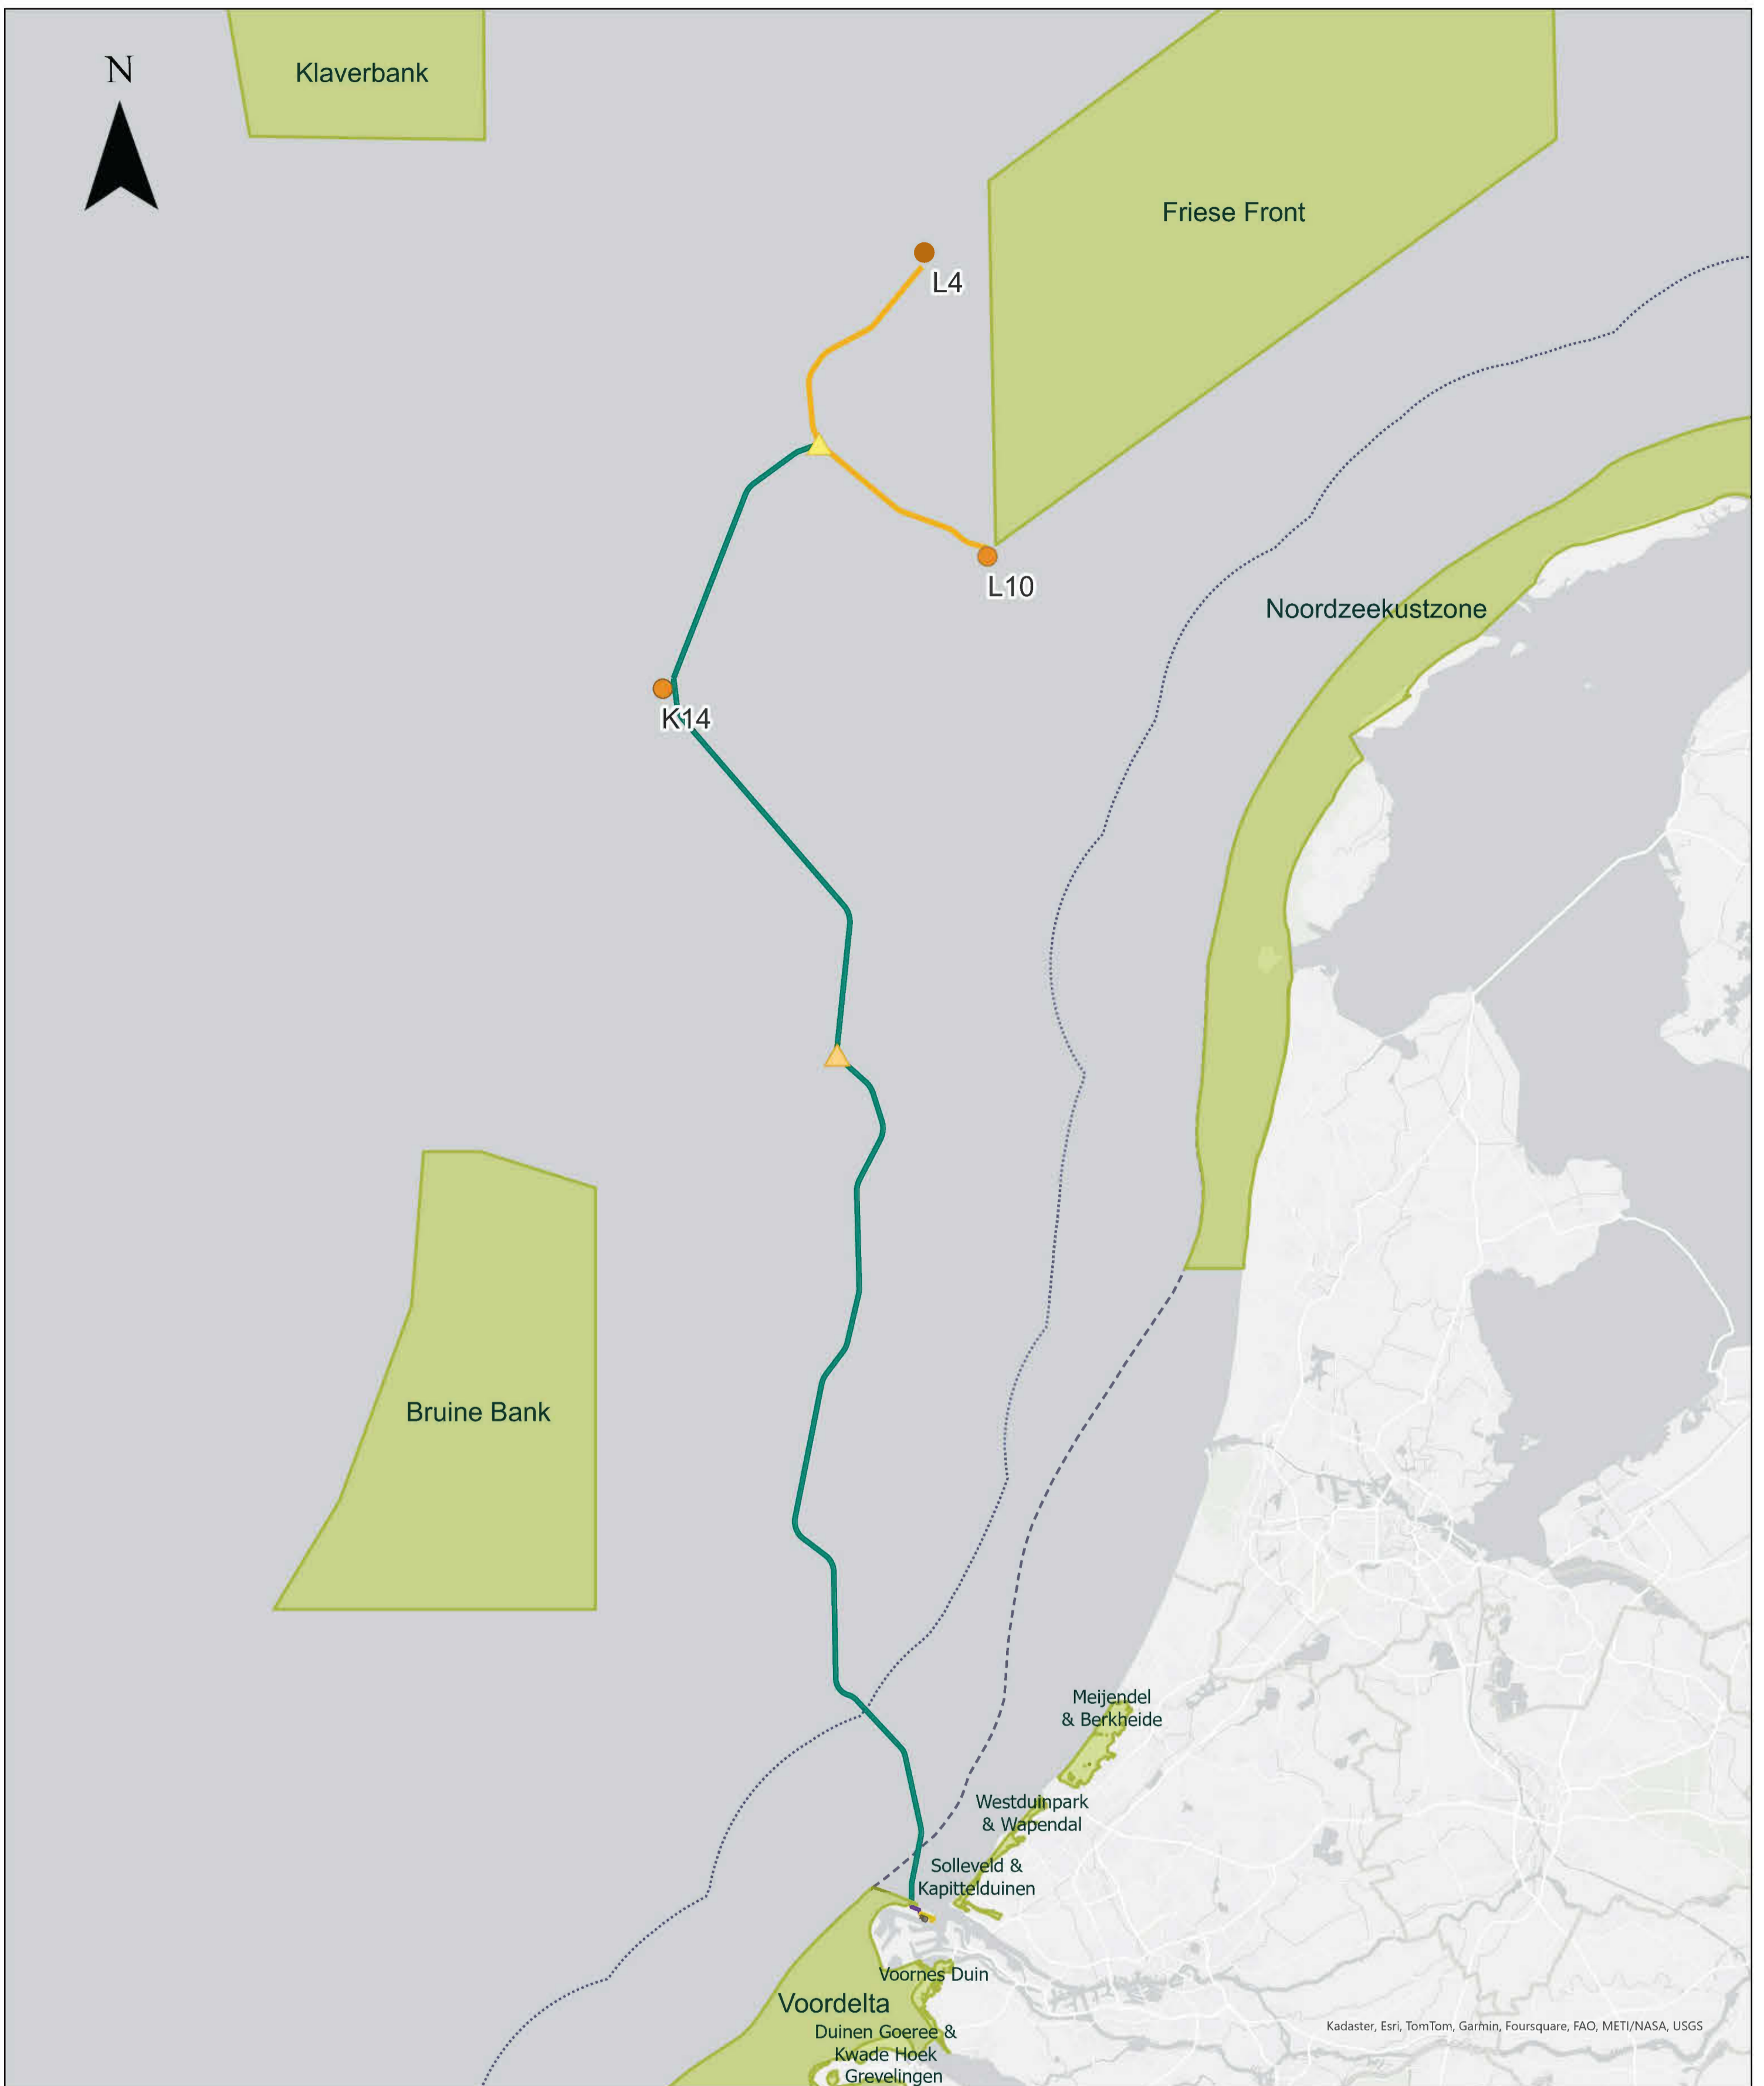 Klaverbank
N
Friese Front
L4
L10
Noordzeekustzone
K14
Bruine Bank
Meijendel
& Berkheide
Westduinpark
& Wapendal
Solleveld &
Kapittelduinen
Voornes Duin
Voordelta
Duinen Goeree &
Kwade Hoek
Grevelingen
Kadaster, Esri, TomTom, Garmin, Foursquare, FAO, METI/NASA, USGS